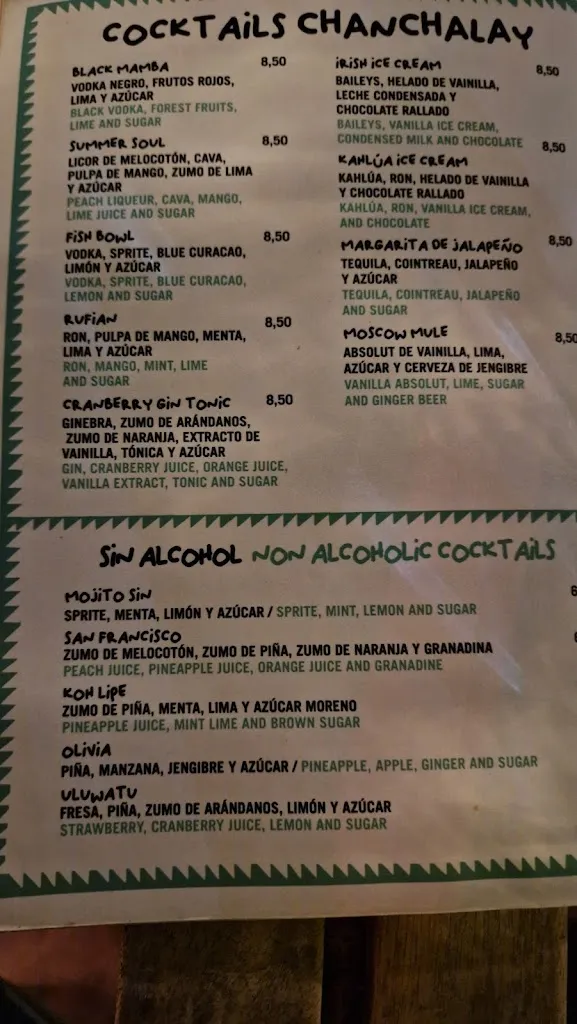 COCKTAILS CHANCHALAY
BLACK MAMBA 8,50
VODKA NEGRO, FRUTOS ROJOS,
LIMA Y AZÚCAR
BLACK VODKA, FOREST FRUITS,
LIME AND SUGAR
SUMMER SOUL 8,50
LICOR DE MELOCOTÓN, CAVA,
PULPA DE MANGO, ZUMO DE LIMA
Y AZÚCAR
PEACH LIQUEUR, CAVA, MANGO,
LIME JUICE AND SUGAR
FISH BOWL 8,50
VODKA, SPRITE, BLUE CURACAO,
LIMÓN Y AZÚCAR
VODKA, SPRITE, BLUE CURACAO,
LEMON AND SUGAR
RUFIAN 8,50
RON, PULPA DE MANGO, MENTA,
LIMA Y AZÚCAR
RON, MANGO, MINT, LIME
AND SUGAR
CRANBERRY GIN TONIC 8,50
GINEBRA, ZUMO DE ARÁNDANOS,
ZUMO DE NARANJA, EXTRACTO DE
VAINILLA, TÓNICA Y AZÚCAR
GIN, CRANBERRY JUICE, ORANGE JUICE,
VANILLA EXTRACT, TONIC AND SUGAR
IRISH ICE CREAM 8,50
BAILEYS, HELADO DE VAINILLA,
LECHE CONDENSADA Y
CHOCOLATE RALLADO
BAILEYS, VANILLA ICE CREAM,
CONDENSED MILK AND CHOCOLATE
KAHLÚA ICE CREAM 8,50
KAHLÚA, RON, HELADO DE VAINILLA
Y CHOCOLATE RALLADO
KAHLÚA, RON, VANILLA ICE CREAM,
AND CHOCOLATE
MARGARITA DE JALAPEÑO 8,50
TEQUILA, COINTREAU, JALAPEÑO
Y AZÚCAR
TEQUILA, COINTREAU, JALAPEÑO
AND SUGAR
MOSCOW MULE 8,50
ABSOLUT DE VAINILLA, LIMA,
AZÚCAR Y CERVEZA DE JENGIBRE
VANILLA ABSOLUT, LIME, SUGAR
AND GINGER BEER
SIN ALCOHOL NON ALCOHOLIC COCKTAILS
MOJITO SIN
SPRITE, MENTA, LIMÓN Y AZÚCAR / SPRITE, MINT, LEMON AND SUGAR
SAN FRANCISCO
ZUMO DE MELOCOTÓN, ZUMO DE PIÑA, ZUMO DE NARANJA Y GRANADINA
PEACH JUICE, PINEAPPLE JUICE, ORANGE JUICE AND GRANADINE
KOH LIPE
ZUMO DE PIÑA, MENTA, LIMA Y AZÚCAR MORENO
PINEAPPLE JUICE, MINT LIME AND BROWN SUGAR
OLIVIA
PIÑA, MANZANA, JENGIBRE Y AZÚCAR / PINEAPPLE, APPLE, GINGER AND SUGAR
ULUWATU
FRESA, PIÑA, ZUMO DE ARÁNDANOS, LIMÓN Y AZÚCAR
STRAWBERRY, CRANBERRY JUICE, LEMON AND SUGAR